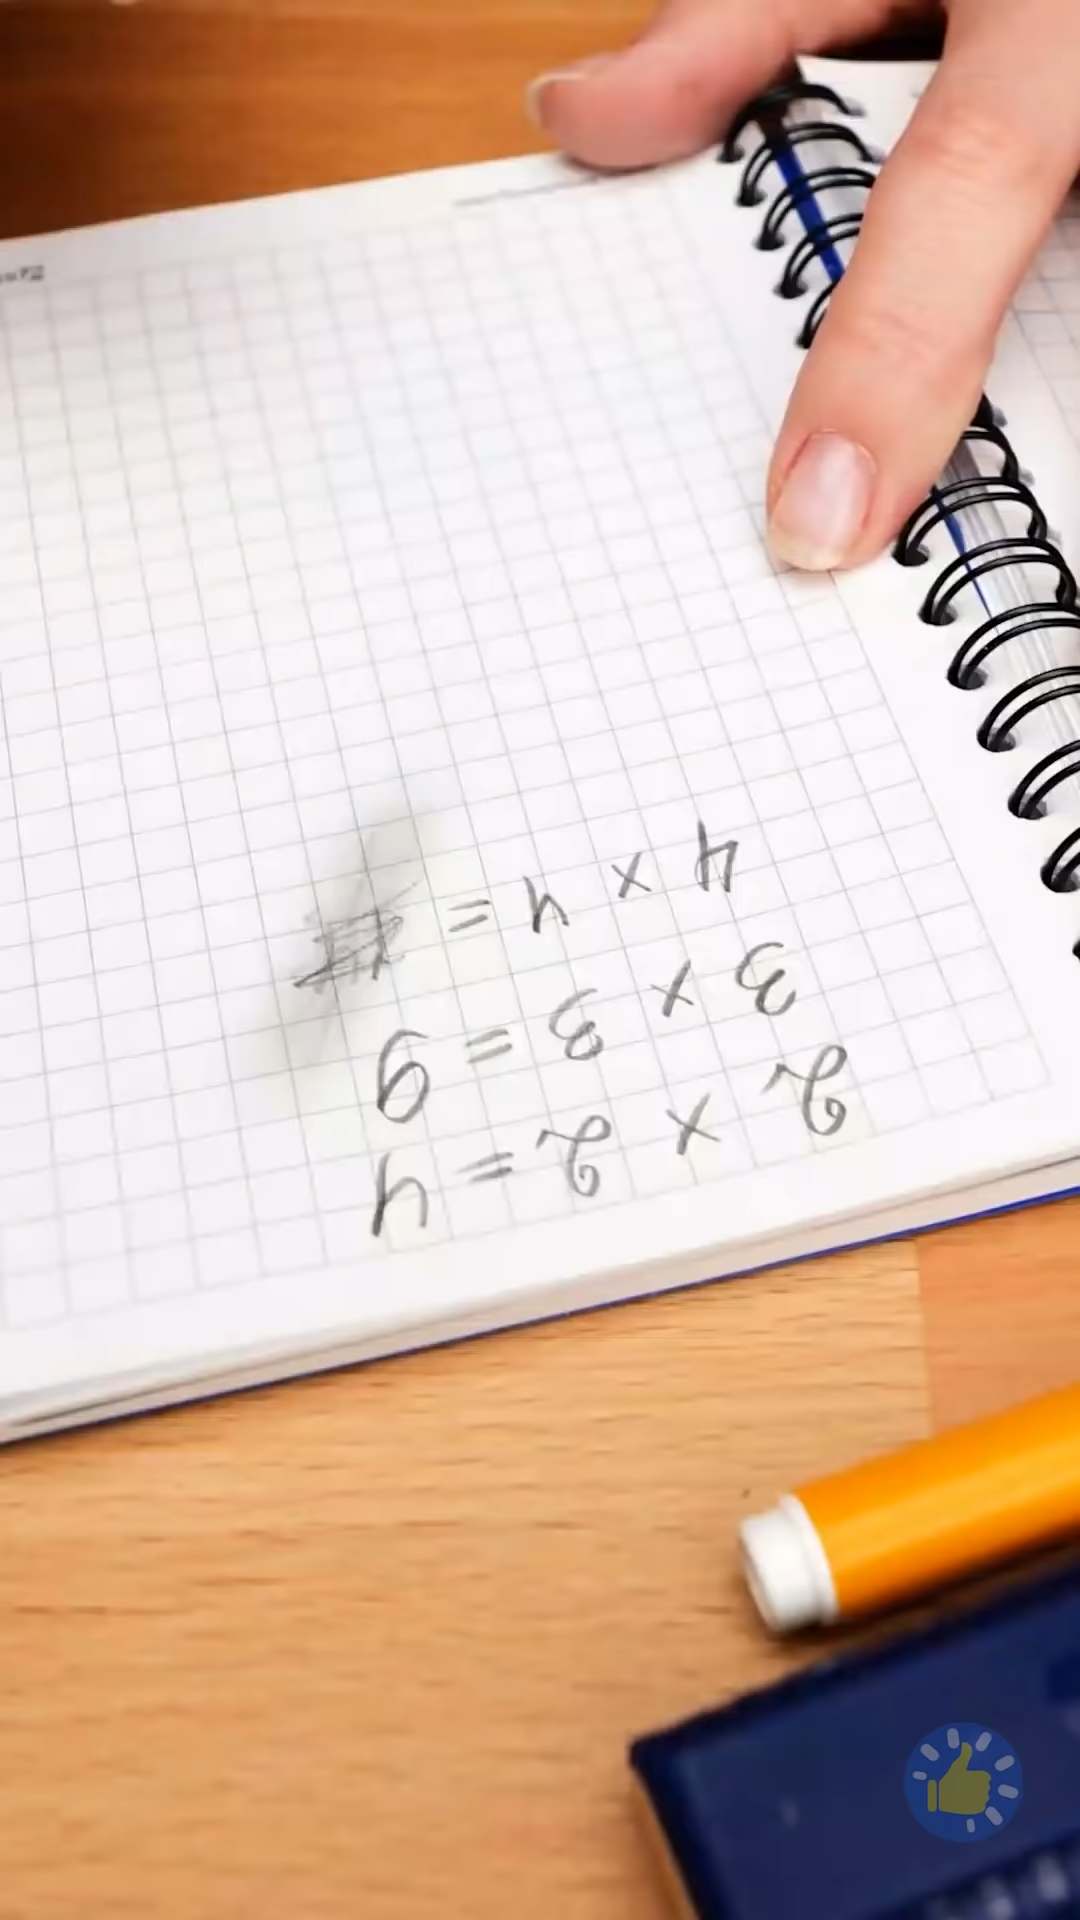 2 x 2 = 4
3 x 3 = 9
4 x 4 =